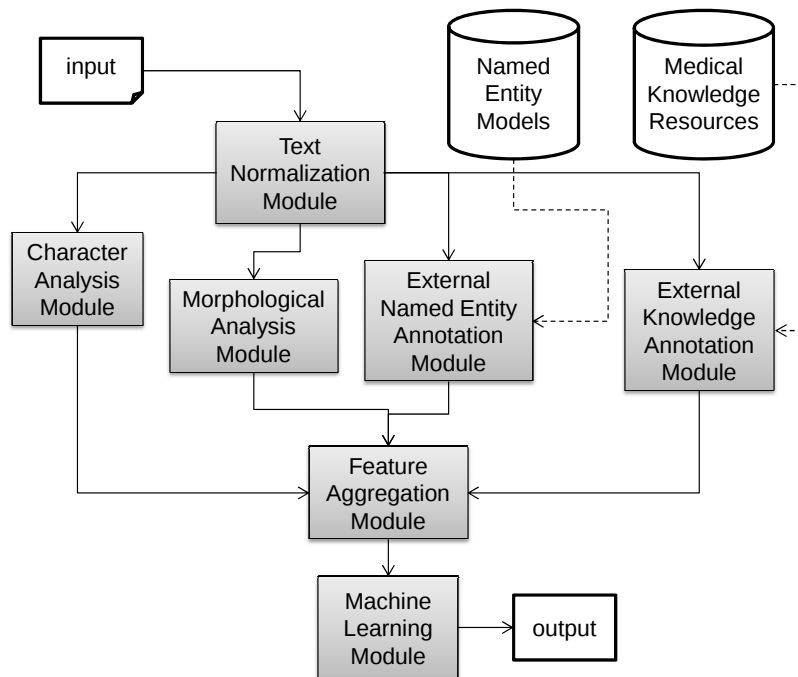 input
Named
Entity
Models
Medical
Knowledge
Resources
Text
Normalization
Module
Character
Analysis
Module
Morphological
Analysis
Module
External
Named Entity
Annotation
Module
External
Knowledge
Annotation
Module
Feature
Aggregation
Module
Machine
Learning
Module
output